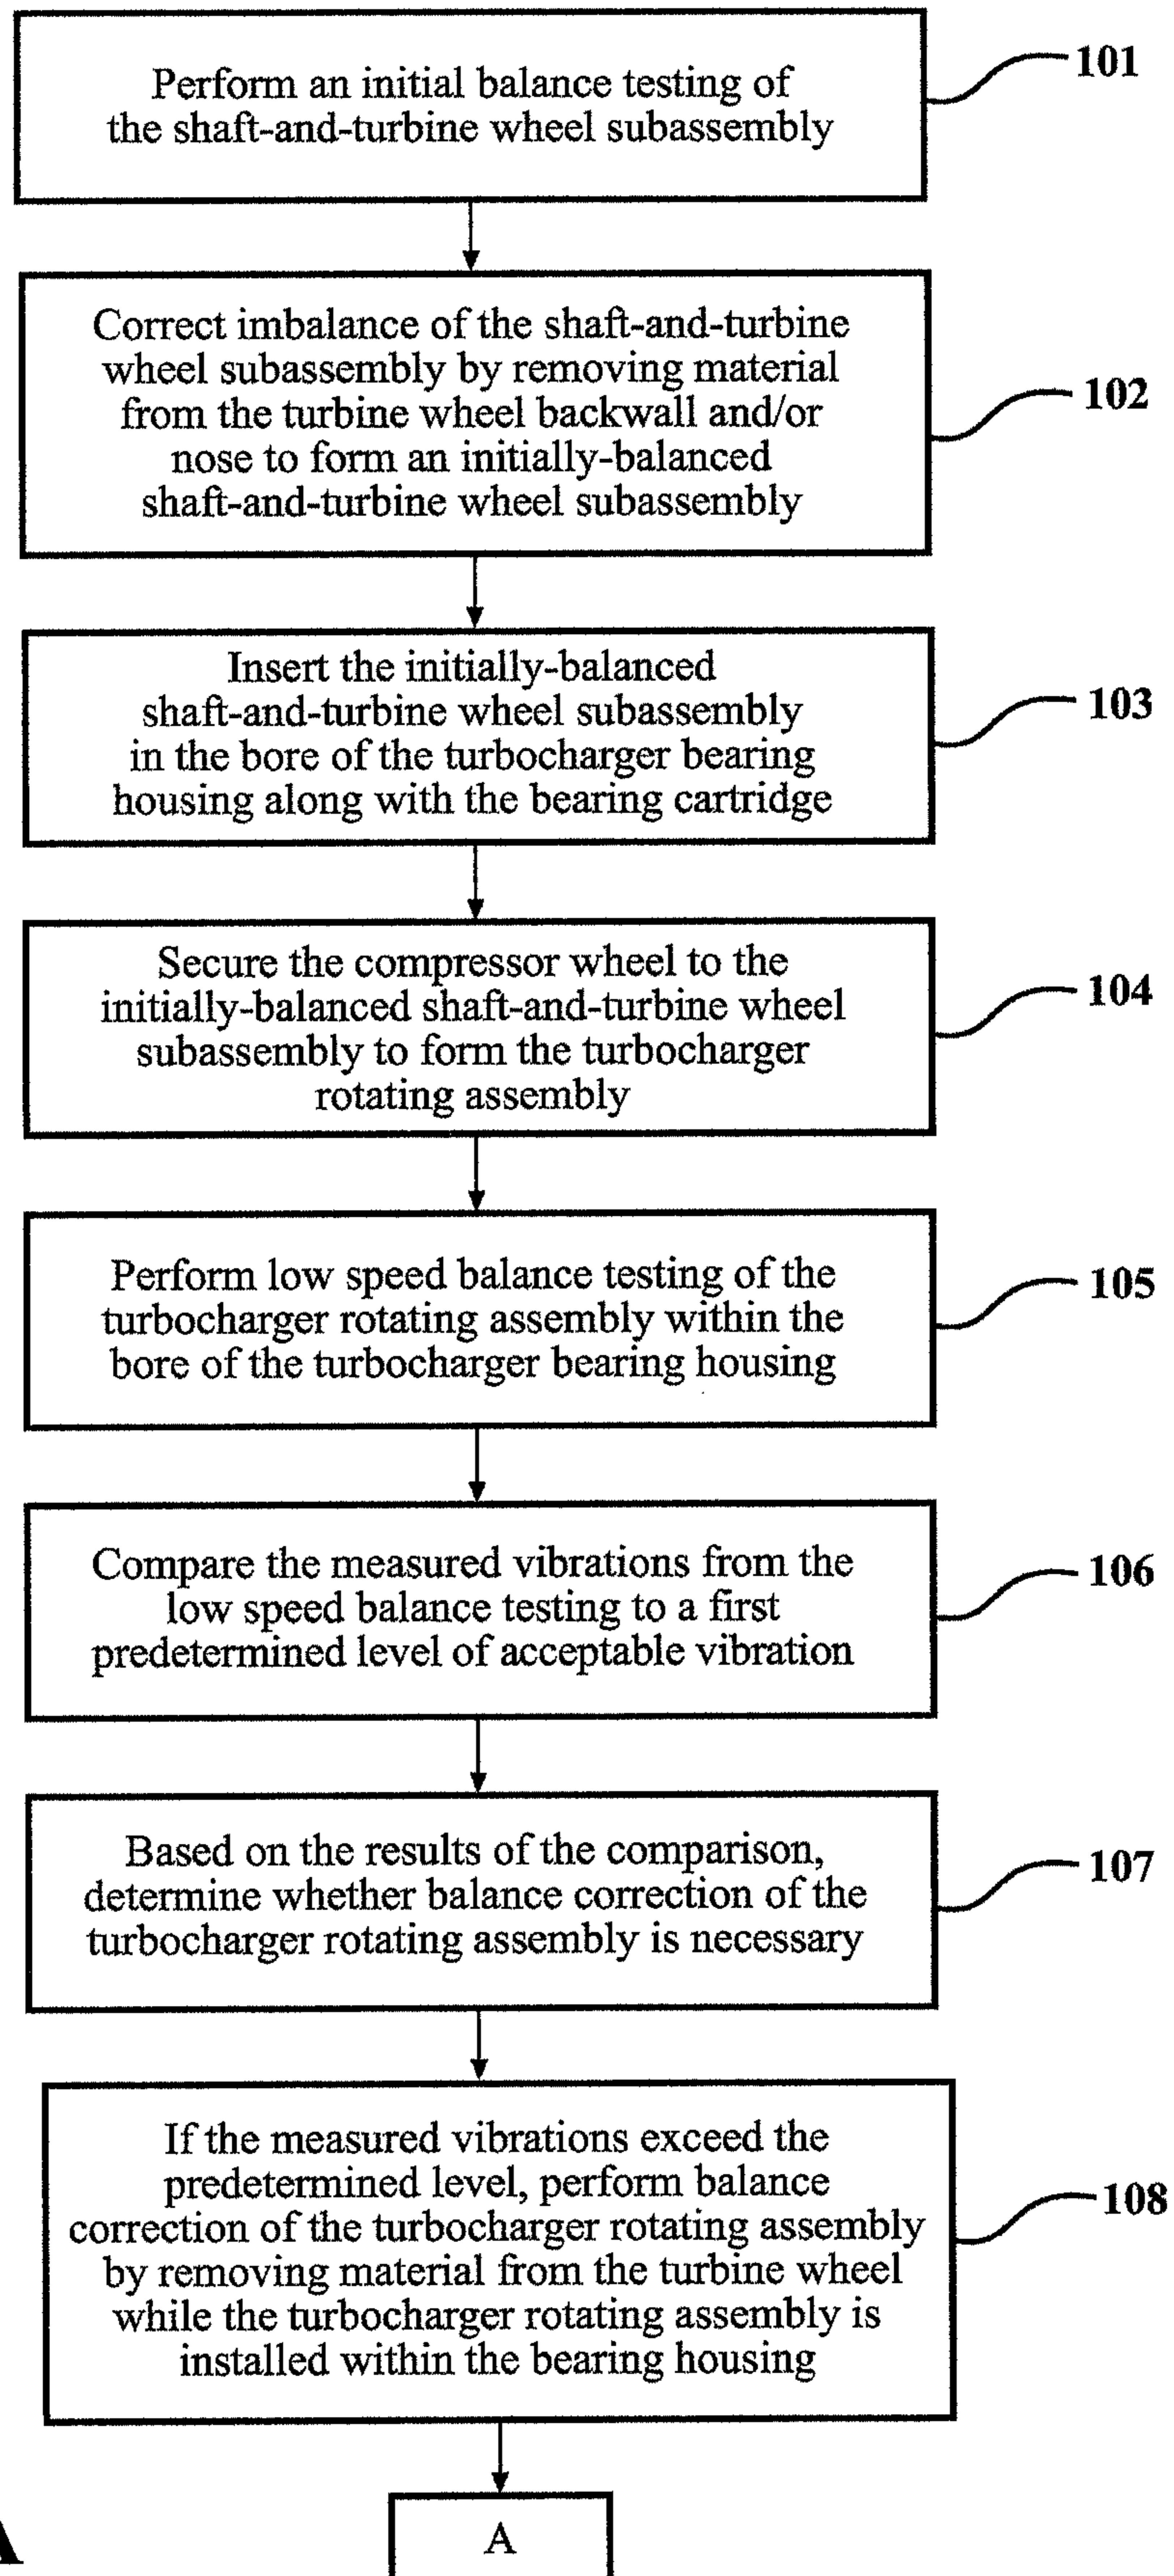 Perform an initial balance testing of
the shaft-and-turbine wheel subassembly
101
Correct imbalance of the shaft-and-turbine
wheel subassembly by removing material
from the turbine wheel backwall and/or
nose to form an initially-balanced
shaft-and-turbine wheel subassembly
102
Insert the initially-balanced
shaft-and-turbine wheel subassembly
in the bore of the turbocharger bearing
housing along with the bearing cartridge
103
Secure the compressor wheel to the
initially-balanced shaft-and-turbine wheel
subassembly to form the turbocharger
rotating assembly
104
Perform low speed balance testing of the
turbocharger rotating assembly within the
bore of the turbocharger bearing housing
105
Compare the measured vibrations from the
low speed balance testing to a first
predetermined level of acceptable vibration
106
Based on the results of the comparison,
determine whether balance correction of the
turbocharger rotating assembly is necessary
107
If the measured vibrations exceed the
predetermined level, perform balance
correction of the turbocharger rotating assembly
by removing material from the turbine wheel
while the turbocharger rotating assembly is
installed within the bearing housing
108
A